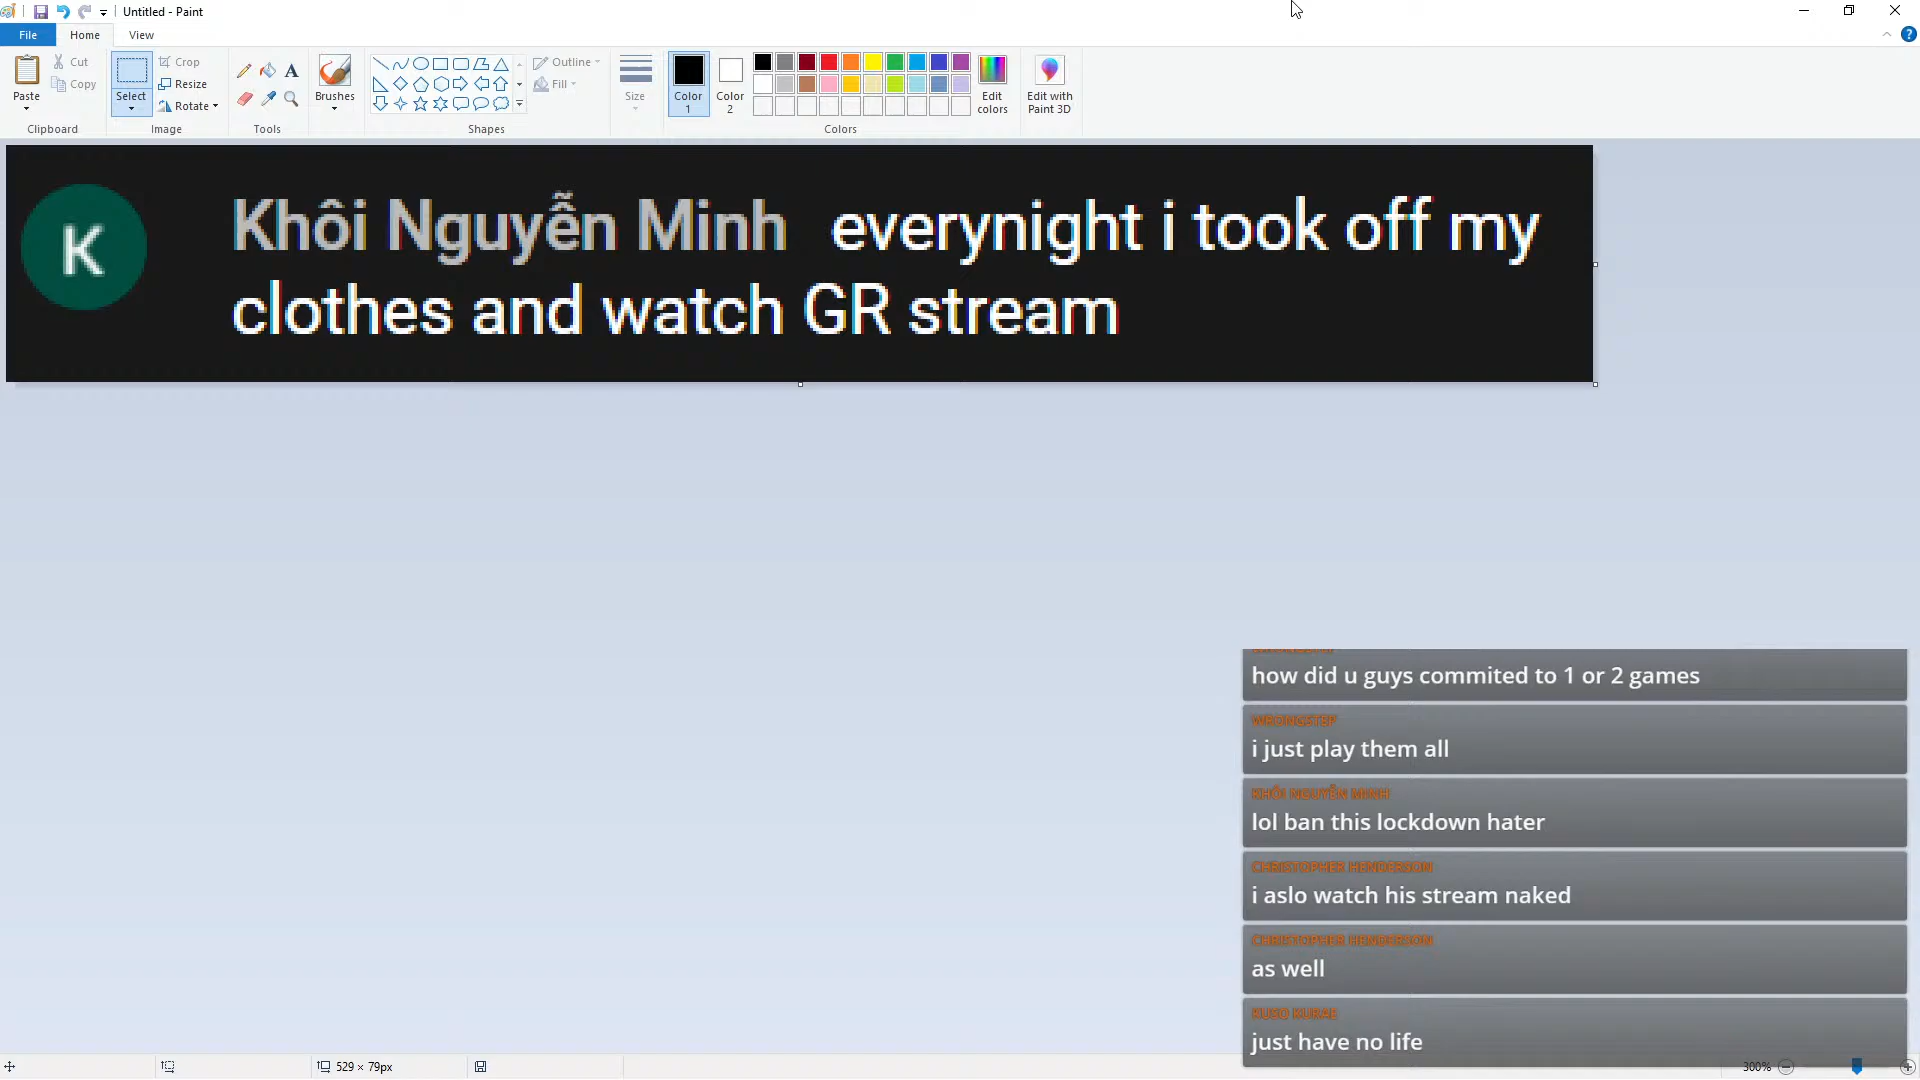 Untitled - Paint
File Home View
Paste
Cut
Copy
Clipboard
Select
Crop
Resize
Rotate
Image
A
Tools
Brushes
Outline
Fill
Shapes
Size
Color 1
Color 2
Edit colors
Colors
Edit with Paint 3D
?
K
Khôi Nguyễn Minh everynight i took off my
clothes and watch GR stream
how did u guys commited to 1 or 2 games
WRONGSTEP
i just play them all
KHÔI NGUYỄN MINH
lol ban this lockdown hater
CHRISTOPHER HENDERSON
i aslo watch his stream naked
CHRISTOPHER HENDERSON
as well
KURAE
just have no life
529 × 79px
300%